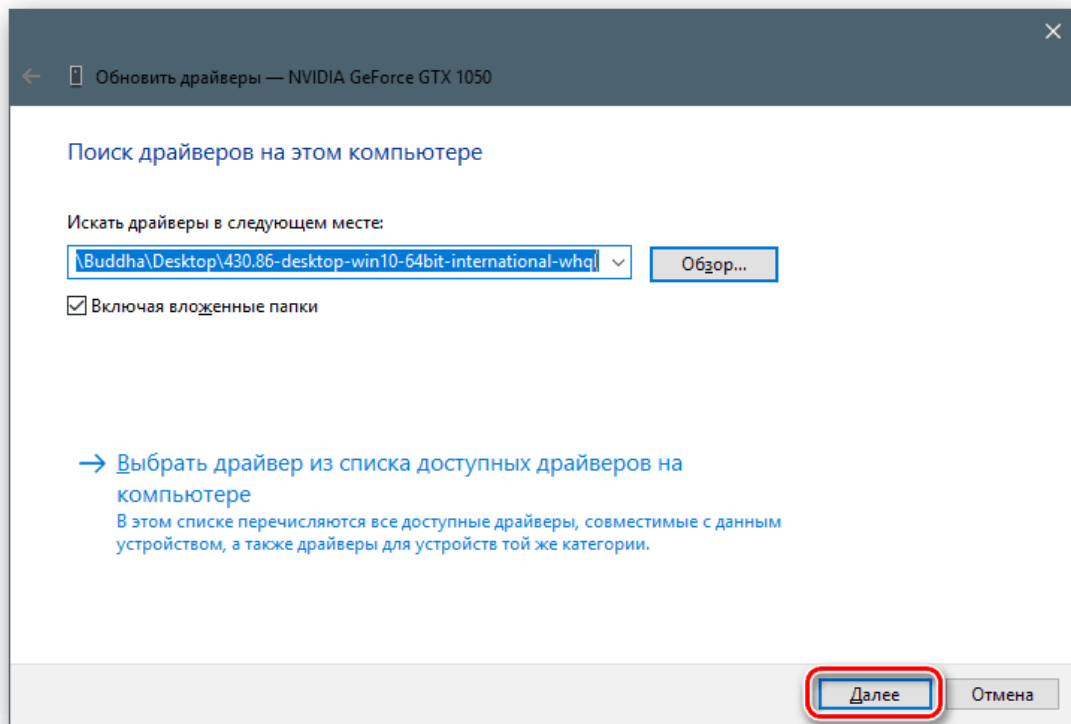 Обновить драйверы — NVIDIA GeForce GTX 1050
Поиск драйверов на этом компьютере
Искать драйверы в следующем месте:
\Buddha\Desktop\430.86-desktop-win10-64bit-international-whql
Обзор...
Включая вложенные папки
Выбрать драйвер из списка доступных драйверов на
компьютере
В этом списке перечисляются все доступные драйверы, совместимые с данным
устройством, а также драйверы для устройств той же категории.
Далее
Отмена